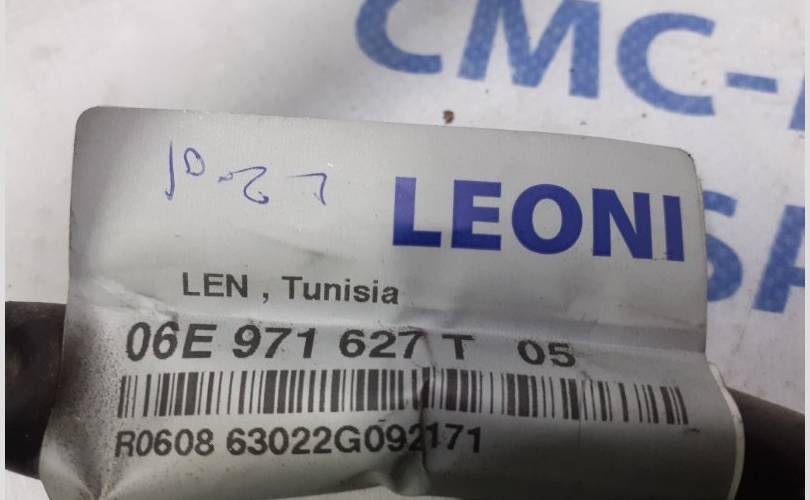 CMC-
LEONI
LEN , Tunisia
06E 971 627 T 05
R0608 63022G092171